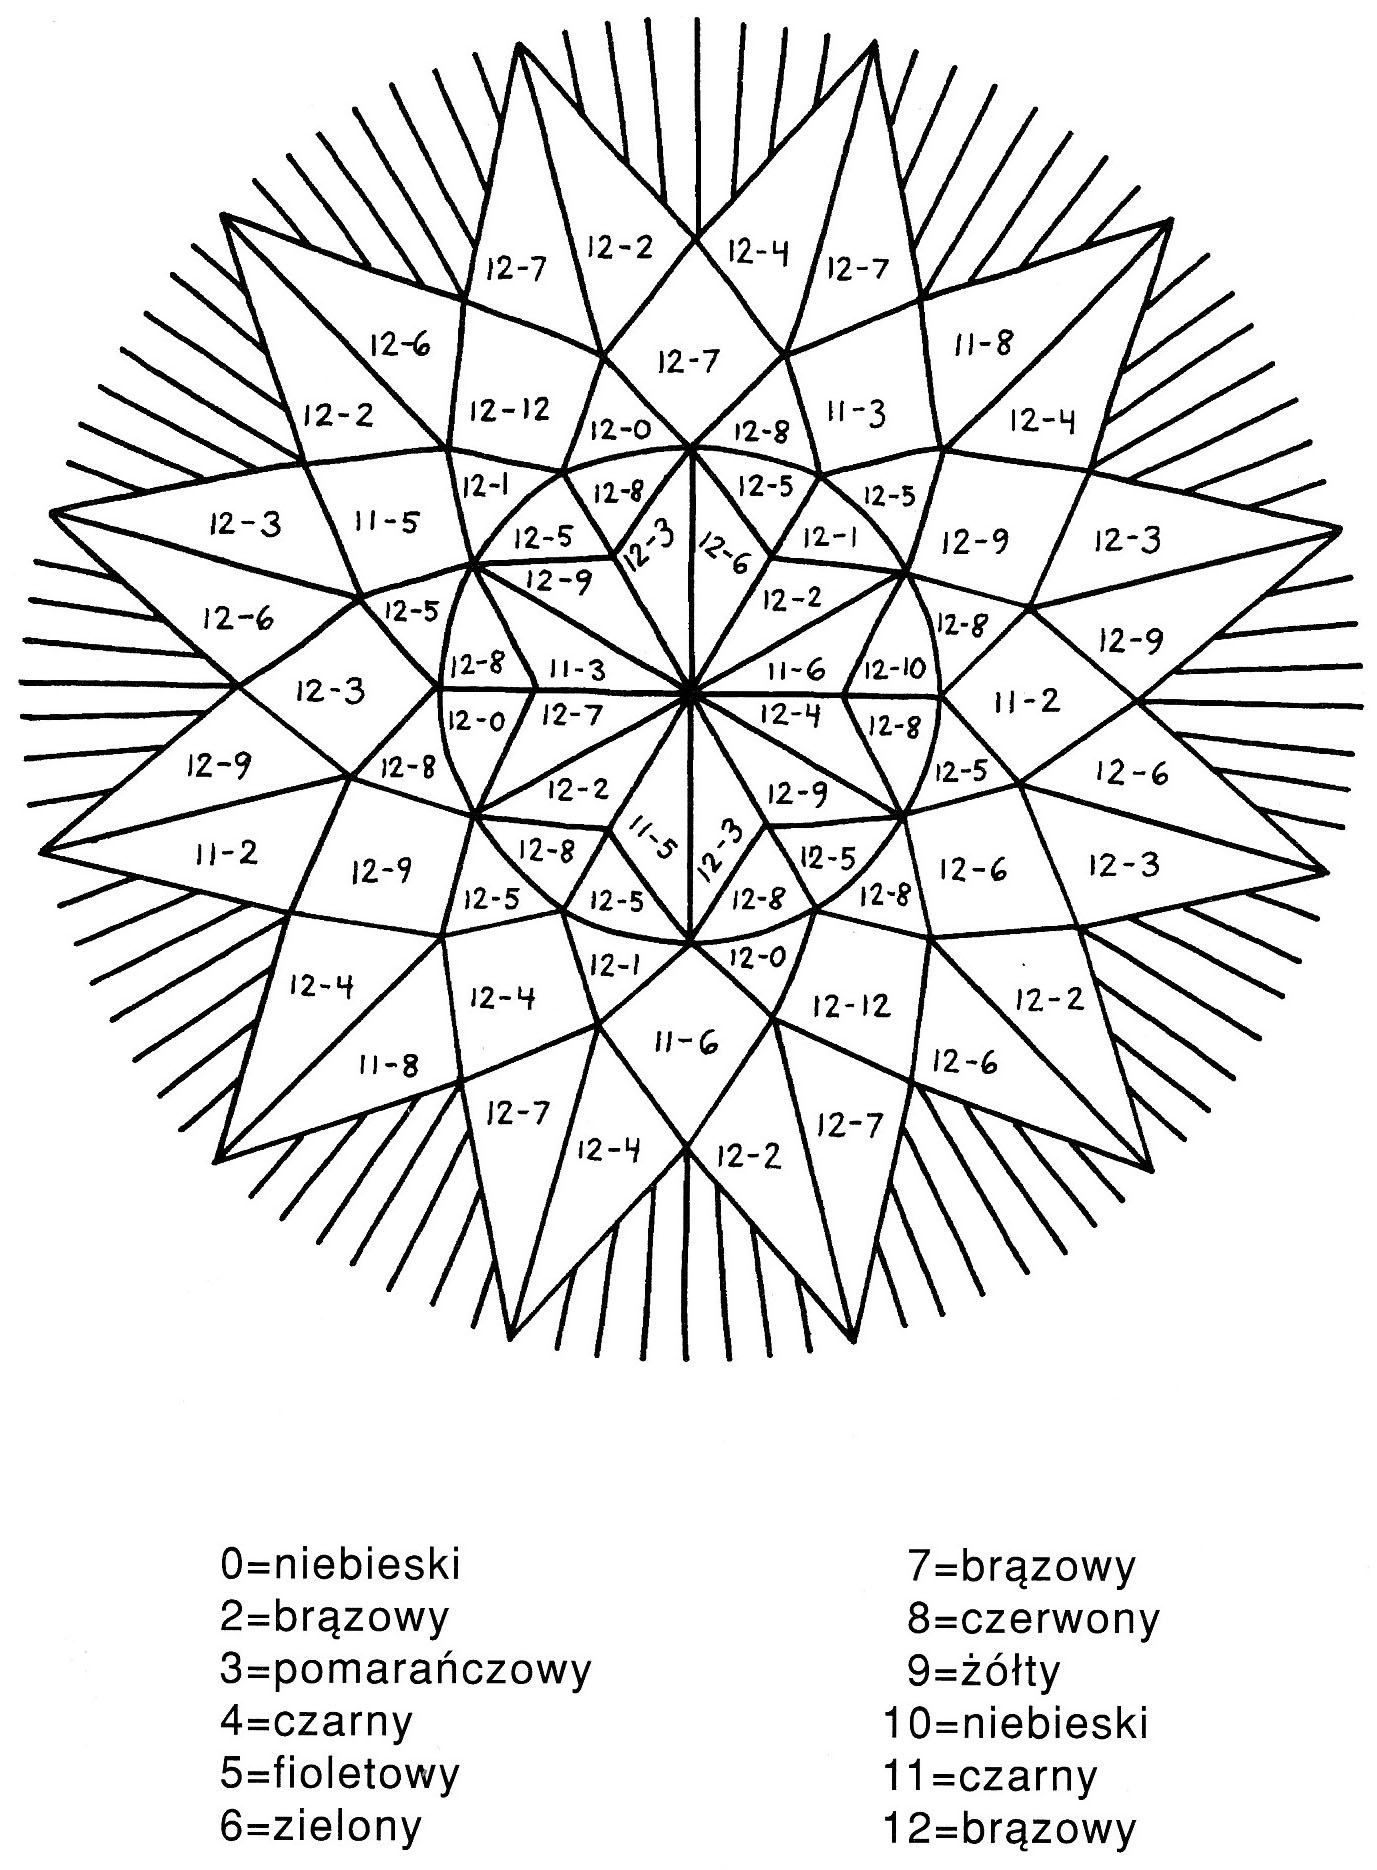 12-7 12-2 12-4 12-7
12-6 12-7 11-8
12-2 12-12 12-0 12-8 11-3 12-4
12-3 11-5 12-1 12-8 12-5 12-5 12-9 12-3
12-5 12-3 12-6 12-1
12-6 12-5 12-9 12-2 12-8 12-9
12-3 12-8 11-3 11-6 12-10 11-2
12-0 12-7 12-4 12-8
12-9 12-8 12-2 12-9 12-5 12-6
11-2 12-9 12-8 11-5 12-3 12-5 12-6 12-3
12-5 12-5 12-8 12-8
12-4 12-4 12-1 12-0 12-12 12-2
11-8 11-6 12-6
12-7 12-4 12-2 12-7
0=niebieski
2=brązowy
3=pomarańczowy
4=czarny
5=fioletowy
6=zielony
7=brązowy
8=czerwony
9=żółty
10=niebieski
11=czarny
12=brązowy